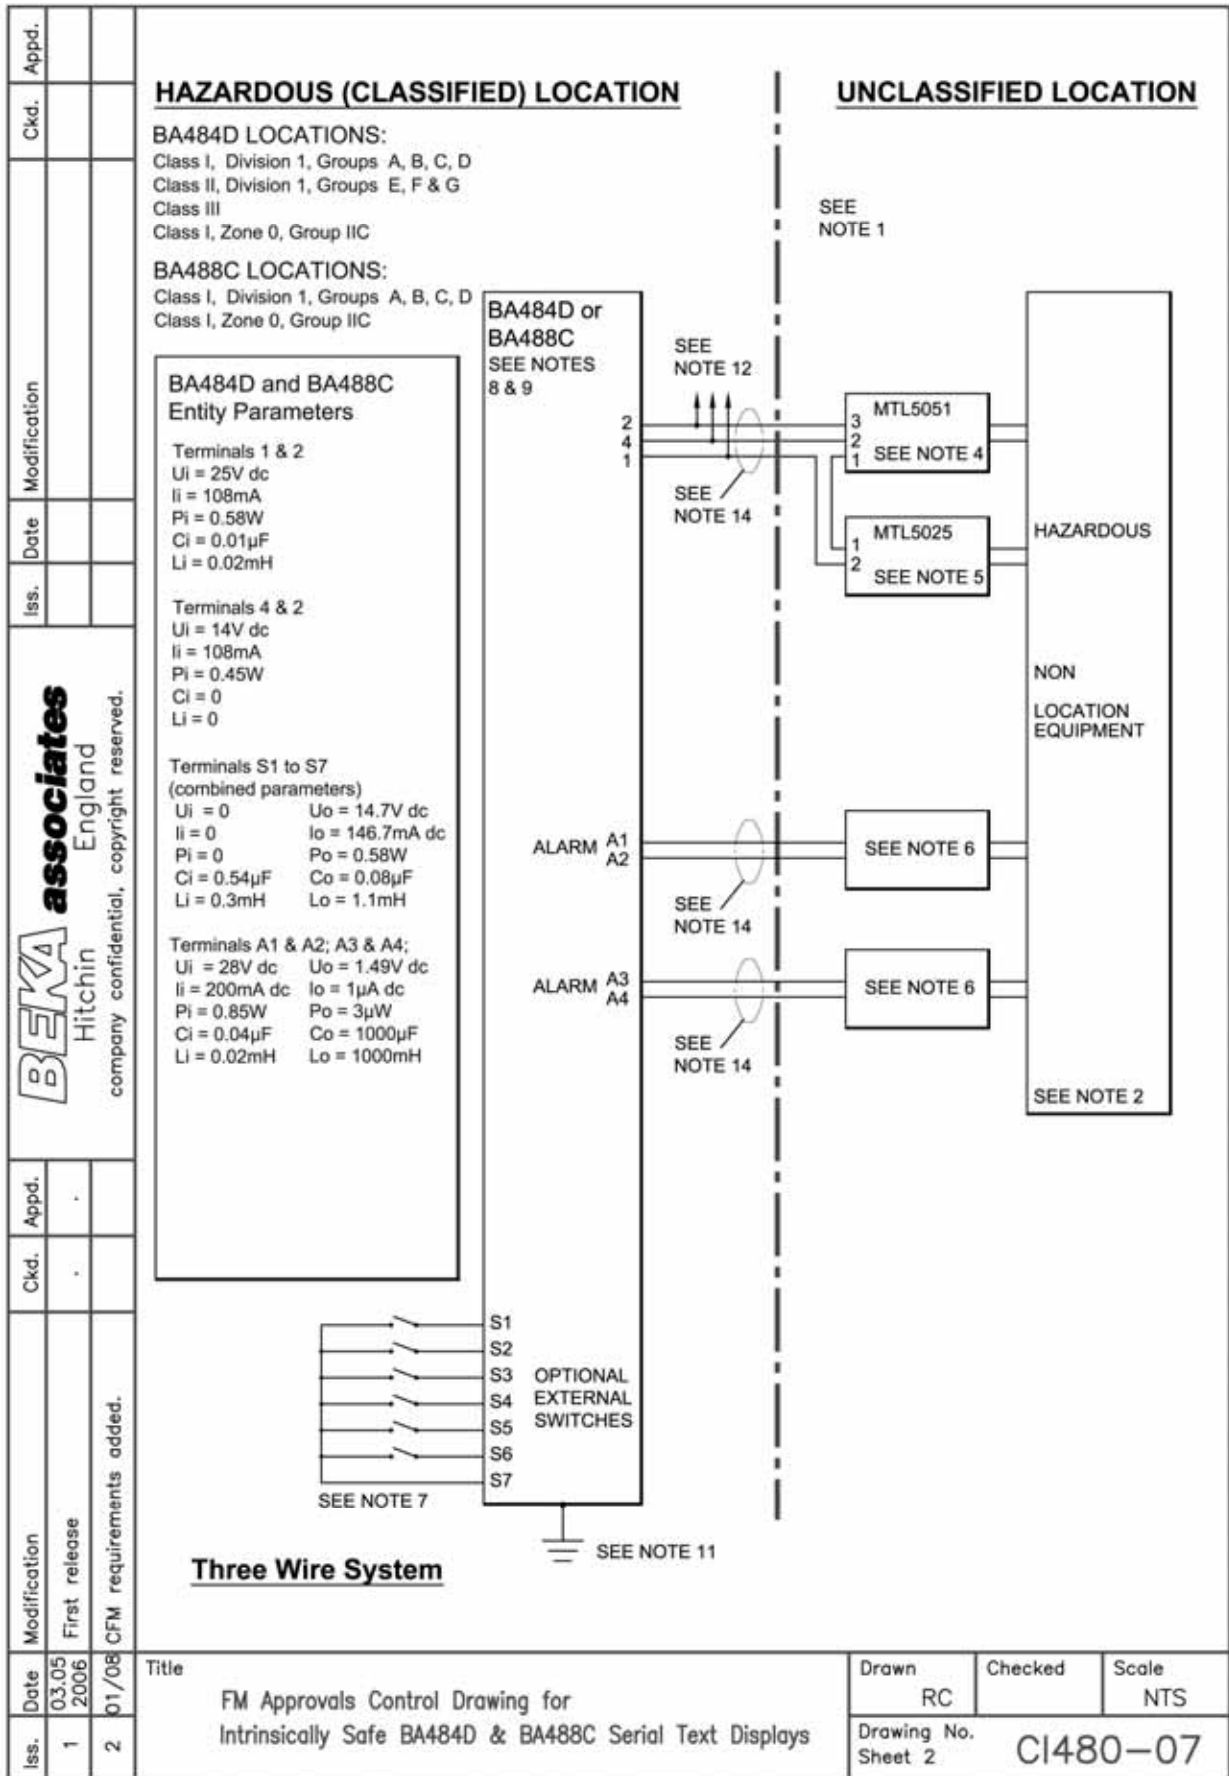 HAZARDOUS (CLASSIFIED) LOCATION
UNCLASSIFIED LOCATION
BA484D LOCATIONS:
Class I, Division 1, Groups A, B, C, D
Class II, Division 1, Groups E, F & G
Class III
Class I, Zone 0, Group IIC
BA488C LOCATIONS:
Class I, Division 1, Groups A, B, C, D
Class I, Zone 0, Group IIC
SEE
NOTE 1
BA484D and BA488C
Entity Parameters
Terminals 1 & 2
Ui = 25V dc
Ii = 108mA
Pi = 0.58W
Ci = 0.01µF
Li = 0.02mH
Terminals 4 & 2
Ui = 14V dc
Ii = 108mA
Pi = 0.45W
Ci = 0
Li = 0
Terminals S1 to S7
(combined parameters)
Ui = 0 Uo = 14.7V dc
Ii = 0 Io = 146.7mA dc
Pi = 0 Po = 0.58W
Ci = 0.54µF Co = 0.08µF
Li = 0.3mH Lo = 1.1mH
Terminals A1 & A2; A3 & A4;
Ui = 28V dc Uo = 1.49V dc
Ii = 200mA dc Io = 1µA dc
Pi = 0.85W Po = 3µW
Ci = 0.04µF Co = 1000µF
Li = 0.02mH Lo = 1000mH
BA484D or
BA488C
SEE NOTES
8 & 9
2
4
1
SEE
NOTE 12
SEE
NOTE 14
3
2
1
MTL5051
SEE NOTE 4
1
2
MTL5025
SEE NOTE 5
HAZARDOUS
NON
LOCATION
EQUIPMENT
SEE NOTE 2
ALARM A1
A2
SEE
NOTE 14
SEE NOTE 6
ALARM A3
A4
SEE
NOTE 14
SEE NOTE 6
S1
S2
S3
S4
S5
S6
S7
OPTIONAL
EXTERNAL
SWITCHES
SEE NOTE 7
SEE NOTE 11
Three Wire System
Title
FM Approvals Control Drawing for
Intrinsically Safe BA484D & BA488C Serial Text Displays
Drawn
RC
Checked
Scale
NTS
Drawing No.
Sheet 2
CI480-07
Iss. Date Modification Ckd. Appd.
1 03.05 2006 First release . .
2 01/08 CFM requirements added.
BEKA associates
Hitchin England
company confidential, copyright reserved.
Iss. Date Modification Ckd. Appd.